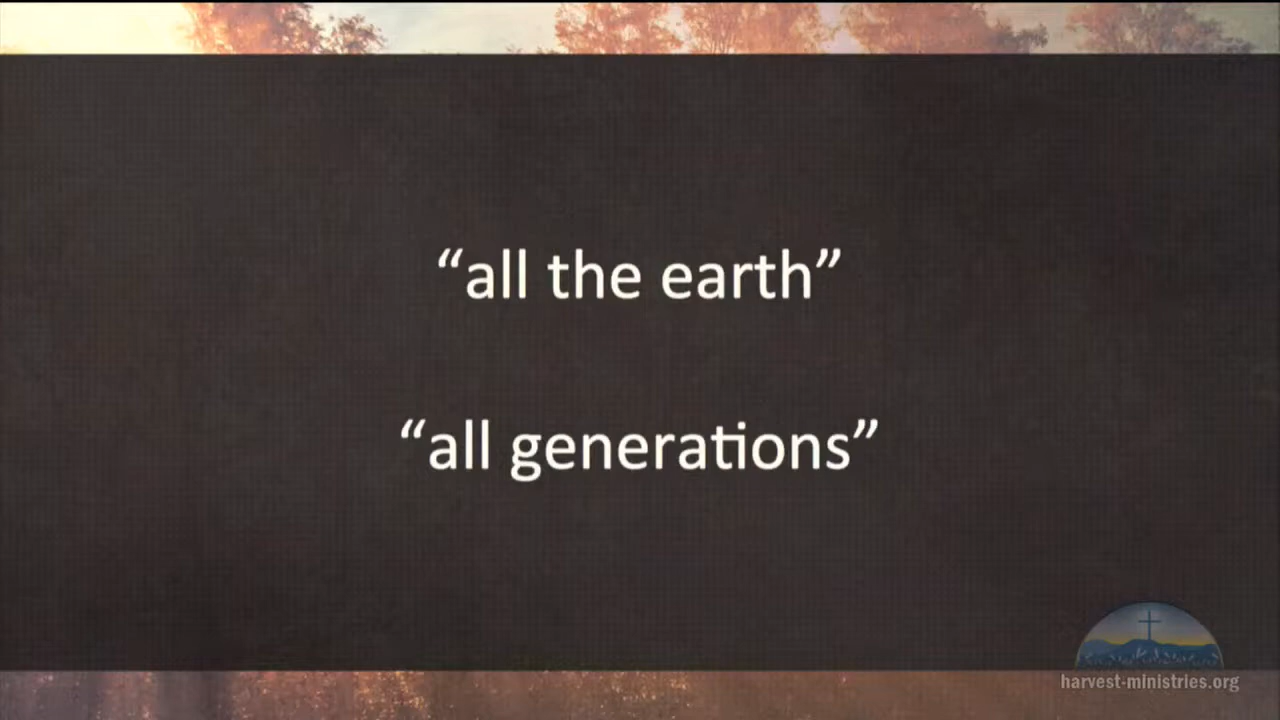 “all the earth”
“all generations”
harvest-ministries.org